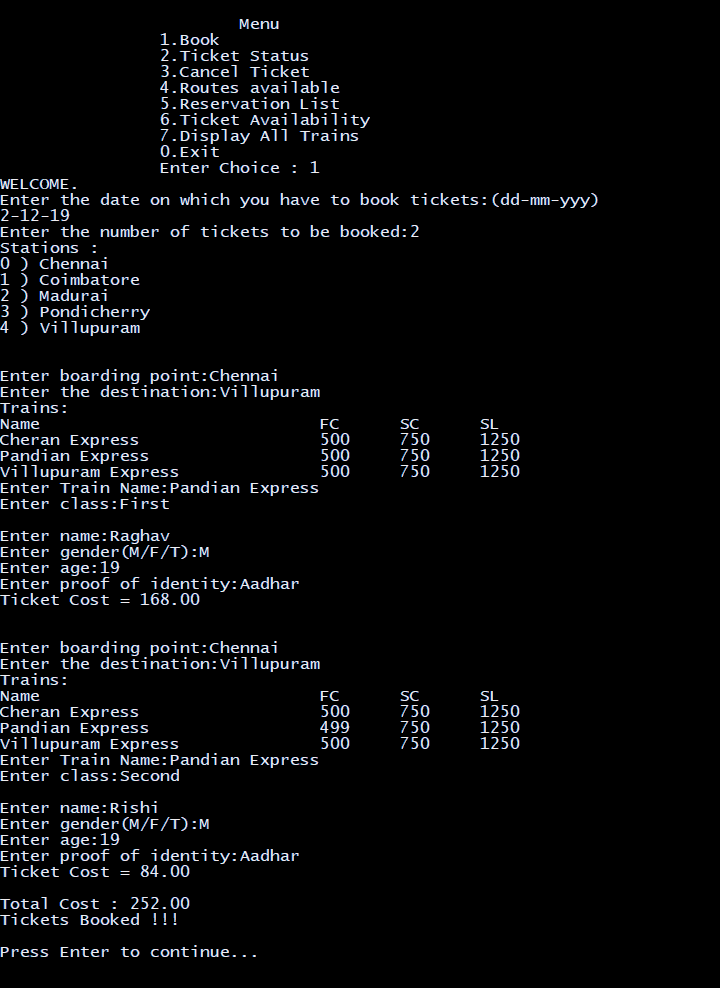 Menu
1.Book
2.Ticket Status
3.Cancel Ticket
4.Routes available
5.Reservation List
6.Ticket Availability
7.Display All Trains
0.Exit
Enter Choice : 1
WELCOME.
Enter the date on which you have to book tickets:(dd-mm-yyy)
2-12-19
Enter the number of tickets to be booked:2
Stations :
0 ) Chennai
1 ) Coimbatore
2 ) Madurai
3 ) Pondicherry
4 ) Villupuram
Enter boarding point:Chennai
Enter the destination:Villupuram
Trains:
Name FC SC SL
Cheran Express 500 750 1250
Pandian Express 500 750 1250
Villupuram Express 500 750 1250
Enter Train Name:Pandian Express
Enter class:First
Enter name:Raghav
Enter gender(M/F/T):M
Enter age:19
Enter proof of identity:Aadhar
Ticket Cost = 168.00
Enter boarding point:Chennai
Enter the destination:Villupuram
Trains:
Name FC SC SL
Cheran Express 500 750 1250
Pandian Express 499 750 1250
Villupuram Express 500 750 1250
Enter Train Name:Pandian Express
Enter class:Second
Enter name:Rishi
Enter gender(M/F/T):M
Enter age:19
Enter proof of identity:Aadhar
Ticket Cost = 84.00
Total Cost : 252.00
Tickets Booked !!!
Press Enter to continue...